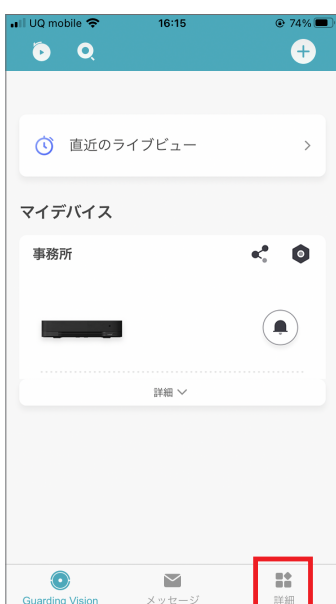 UQ mobile 16:15 74%
直近のライブビュー
マイデバイス
事務所
詳細
Guarding Vision メッセージ 詳細